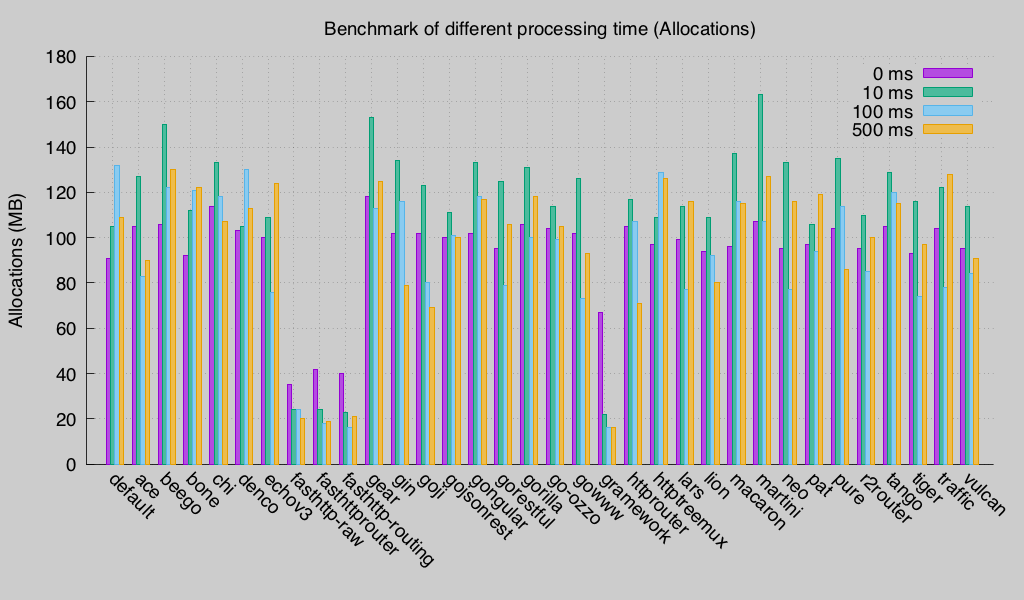 Benchmark of different processing time (Allocations)
180
160
140
120
100
80
60
40
20
0
Allocations (MB)
0 ms
10 ms
100 ms
500 ms
default
ace
beego
bone
chi
denco
echov3
fasthttp-raw
fasthttprouter
fasthttp-routing
gear
gin
goji
gojsonrest
gongular
gorestful
gorilla
go-ozzo
gowww
gramework
httprouter
httptreemux
lars
lion
macaron
martini
neo
pat
pure
r2router
tango
tiger
traffic
vulcan